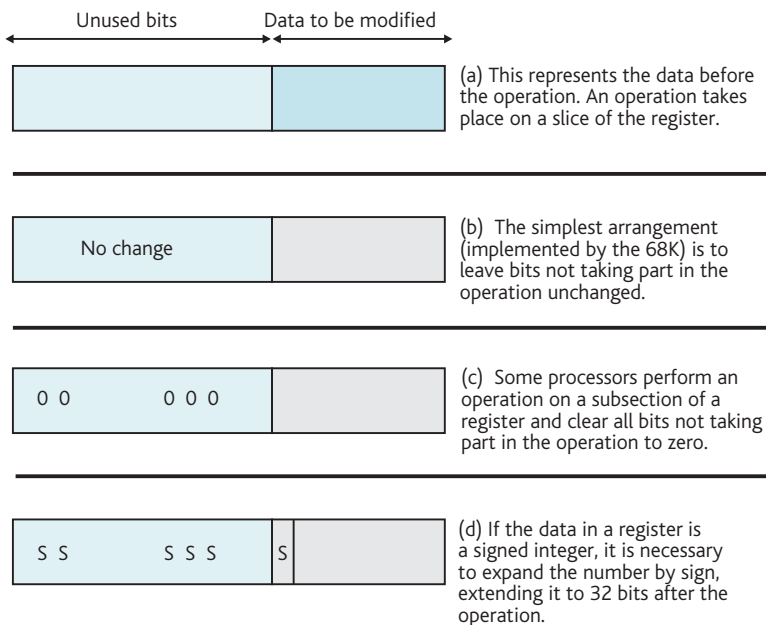 Unused bits
Data to be modified
(a) This represents the data before
the operation. An operation takes
place on a slice of the register.
No change
(b) The simplest arrangement
(implemented by the 68K) is to
leave bits not taking part in the
operation unchanged.
0 0 0 0 0
(c) Some processors perform an
operation on a subsection of a
register and clear all bits not taking
part in the operation to zero.
S S S S S S
(d) If the data in a register is
a signed integer, it is necessary
to expand the number by sign,
extending it to 32 bits after the
operation.